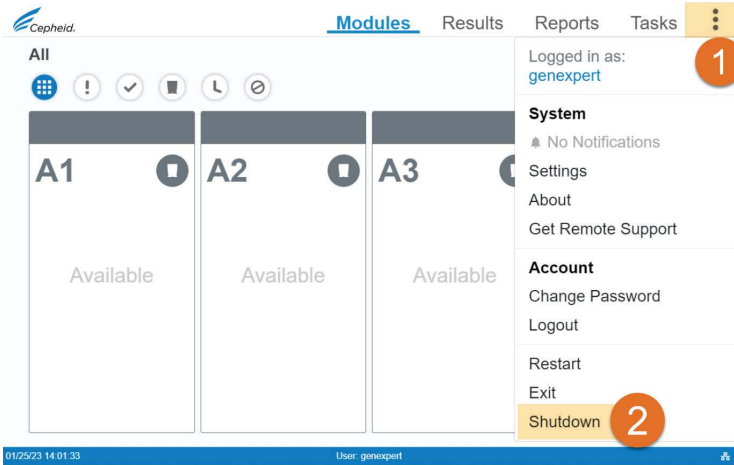 Cepheid.
Modules Results Reports Tasks
All
1
Logged in as:
genexpert
System
No Notifications
Settings
About
Get Remote Support
Account
Change Password
Logout
Restart
Exit
Shutdown 2
A1 A2 A3
Available Available Available
01/25/23 14:01:33 User: genexpert